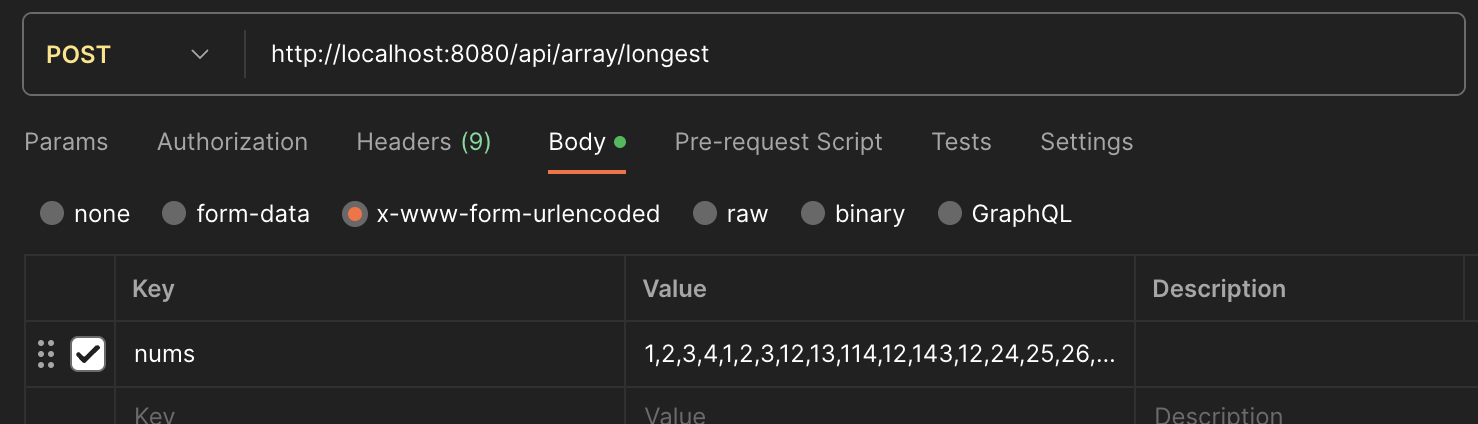 POST http://localhost:8080/api/array/longest
Params Authorization Headers (9) Body Pre-request Script Tests Settings
none form-data x-www-form-urlencoded raw binary GraphQL
Key Value Description
nums 1,2,3,4,1,2,3,12,13,114,12,143,12,24,25,26,...
Key Value Description